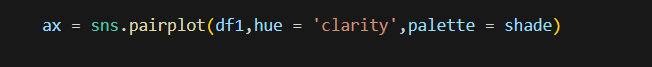 ax = sns.pairplot(df1,hue = 'clarity',palette = shade)